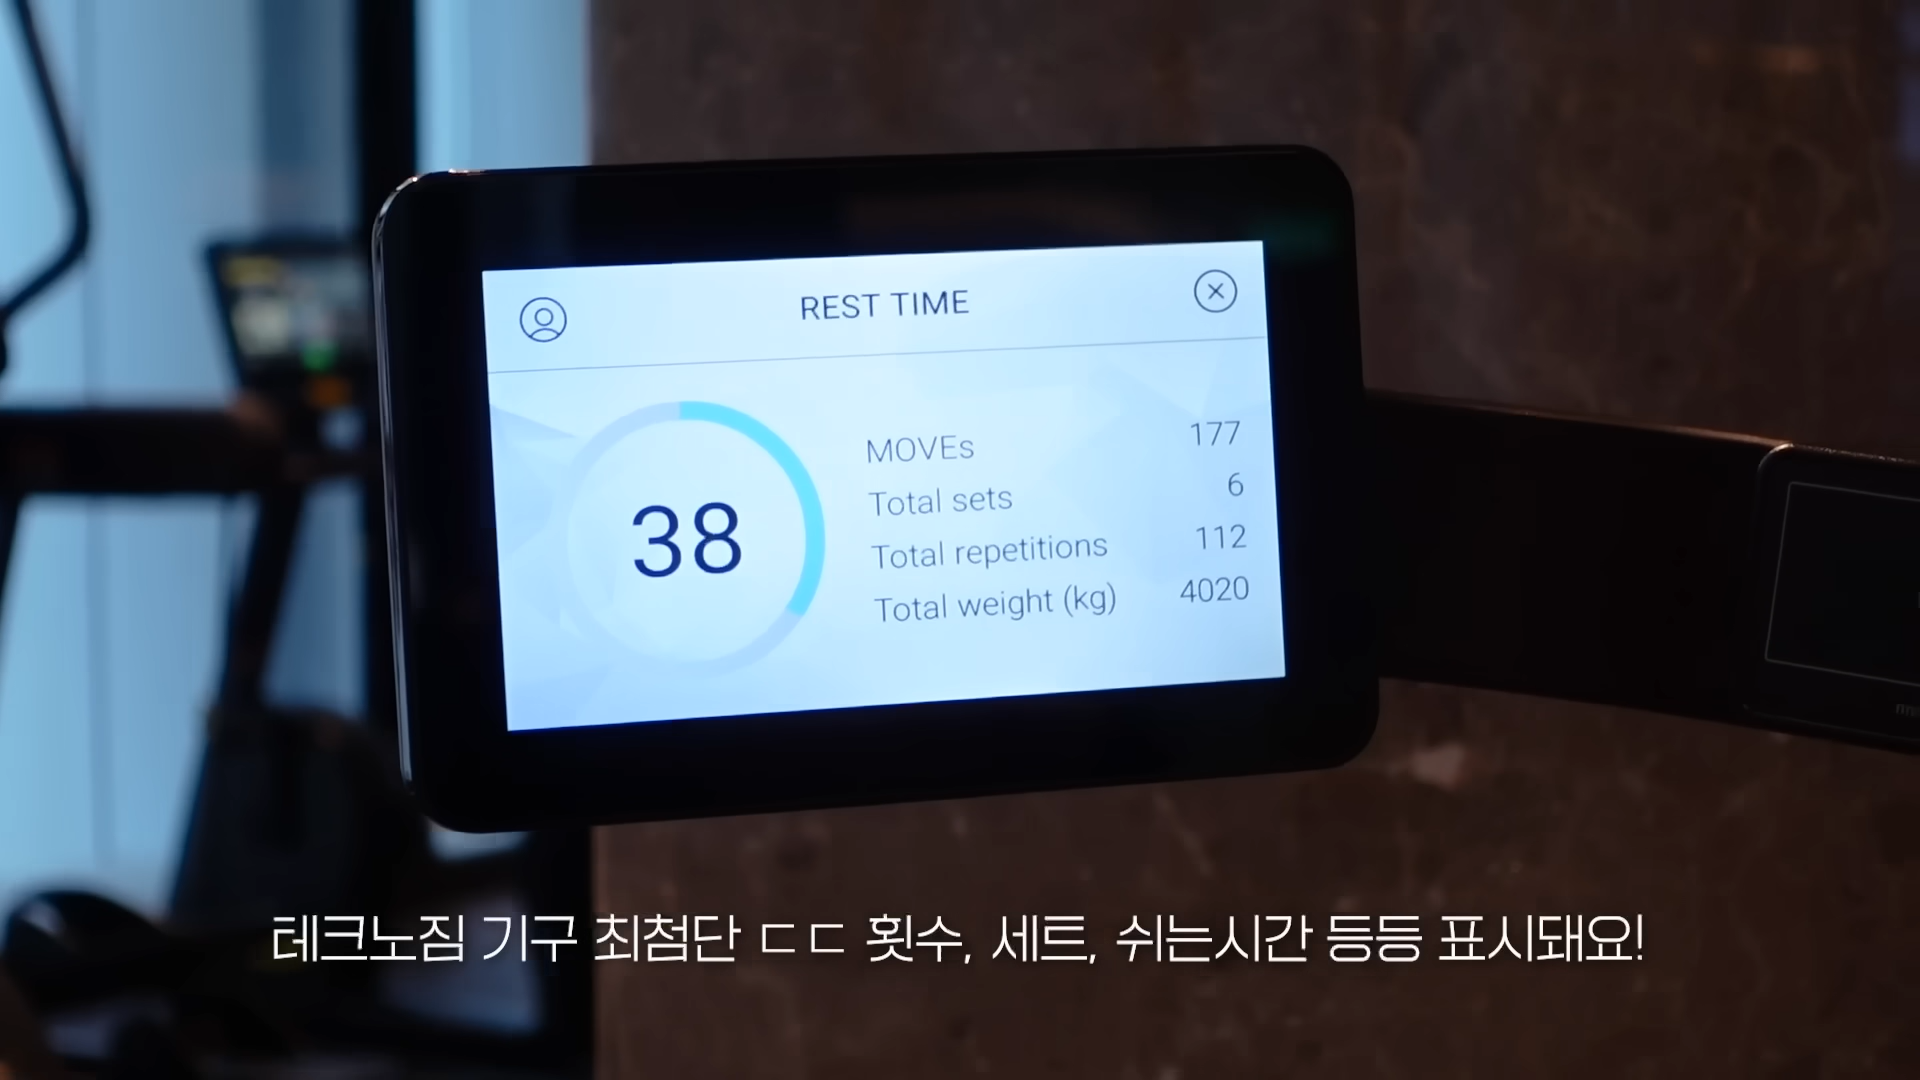 REST TIME
38
MOVEs 177
Total sets 6
Total repetitions 112
Total weight (kg) 4020
테크노짐 기구 최첨단 ㄷㄷ 횟수, 세트, 쉬는시간 등등 표시돼요!